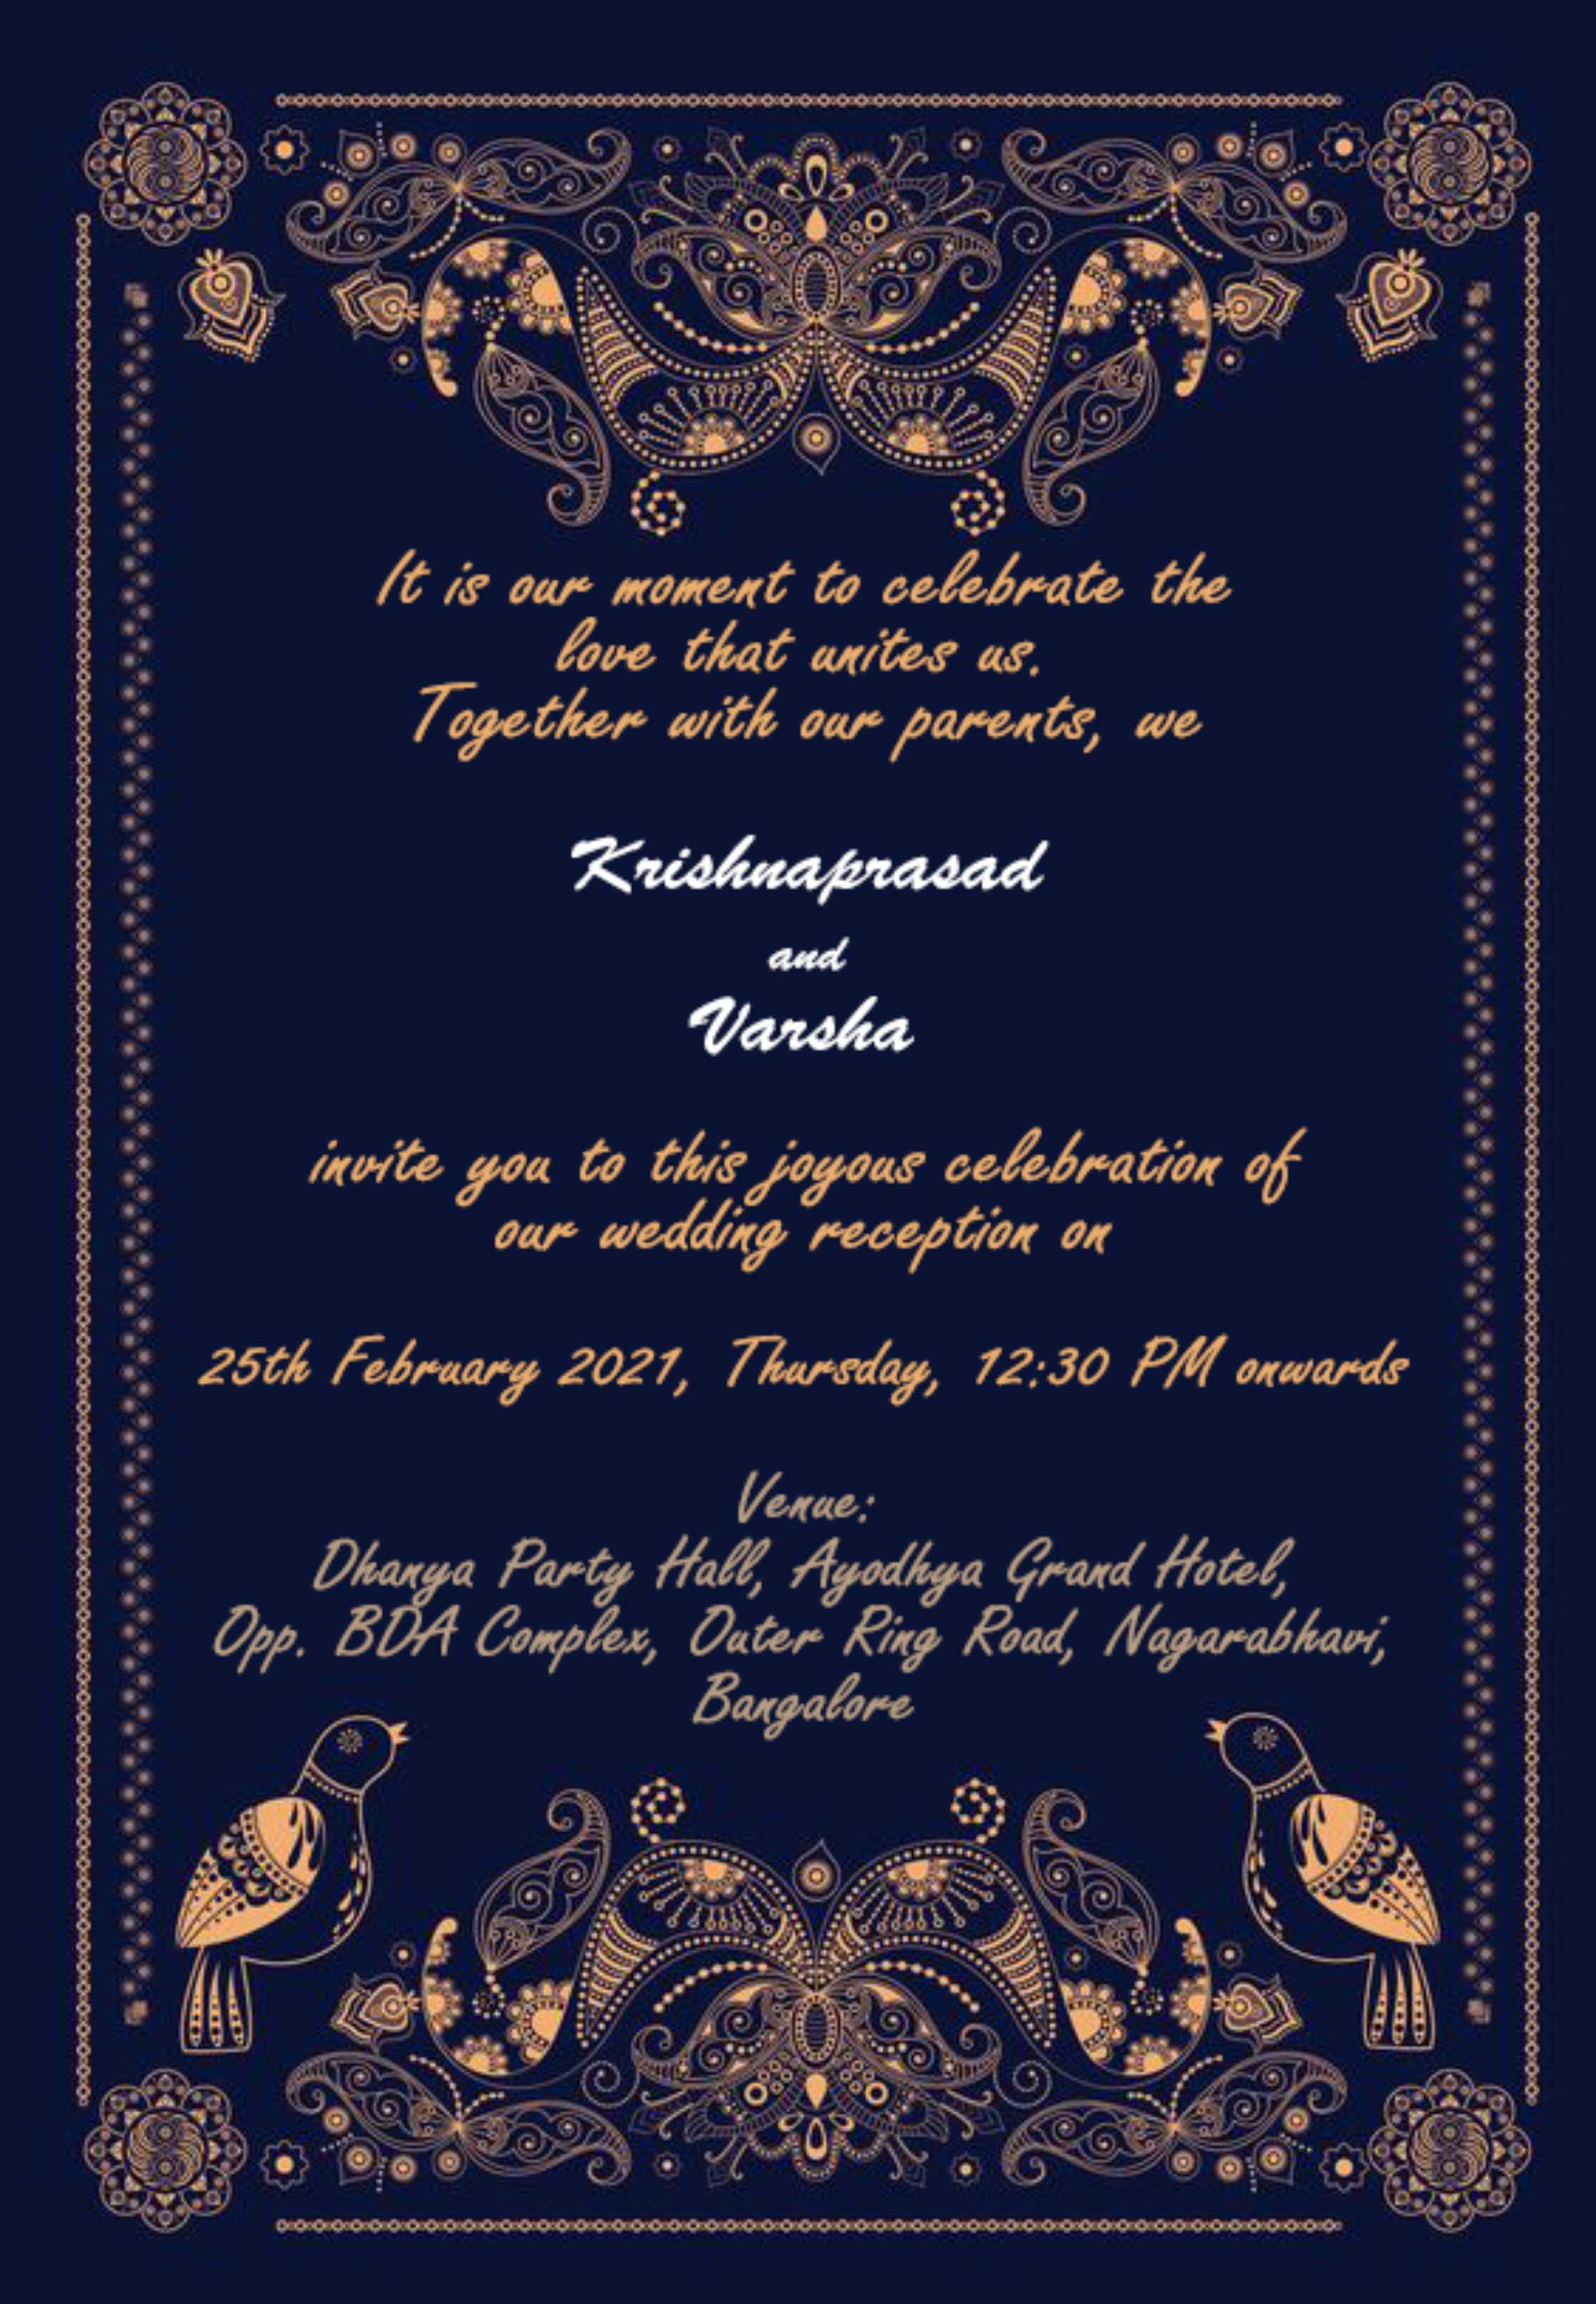 It is our moment to celebrate the
love that unites us.
Together with our parents, we
Krishnaprasad
and
Varsha
invite you to this joyous celebration of
our wedding reception on
25th February 2021, Thursday, 12:30 PM onwards
Venue:
Dhanya Party Hall, Ayodhya Grand Hotel,
Opp. BDA Complex, Outer Ring Road, Nagarabhavi,
Bangalore